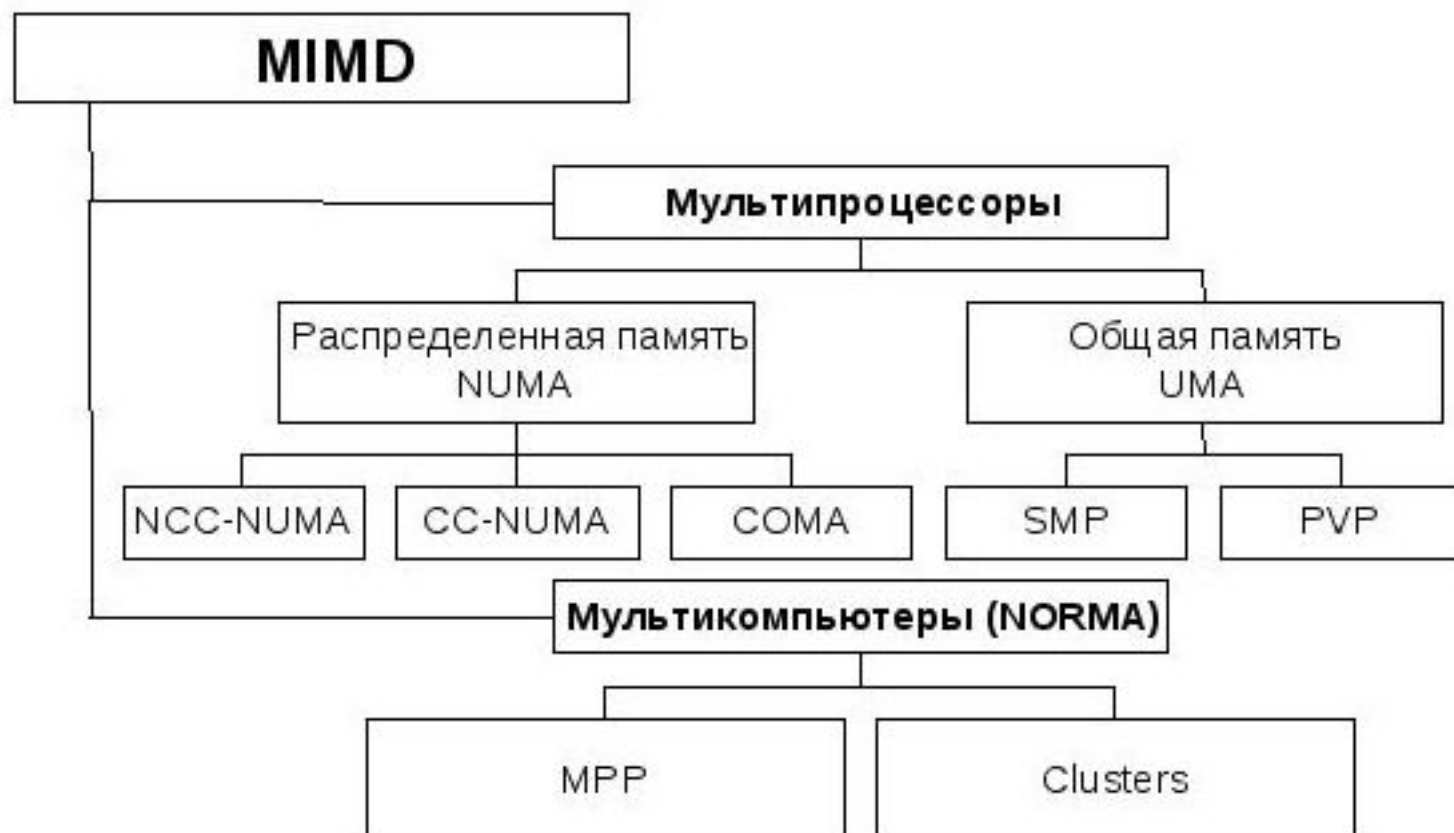 MIMD
Мультипроцессоры
Распределенная память
NUMA
Общая память
UMA
NCC-NUMA
CC-NUMA
COMA
SMP
PVP
Мультикомпьютеры (NORMA)
MPP
Clusters